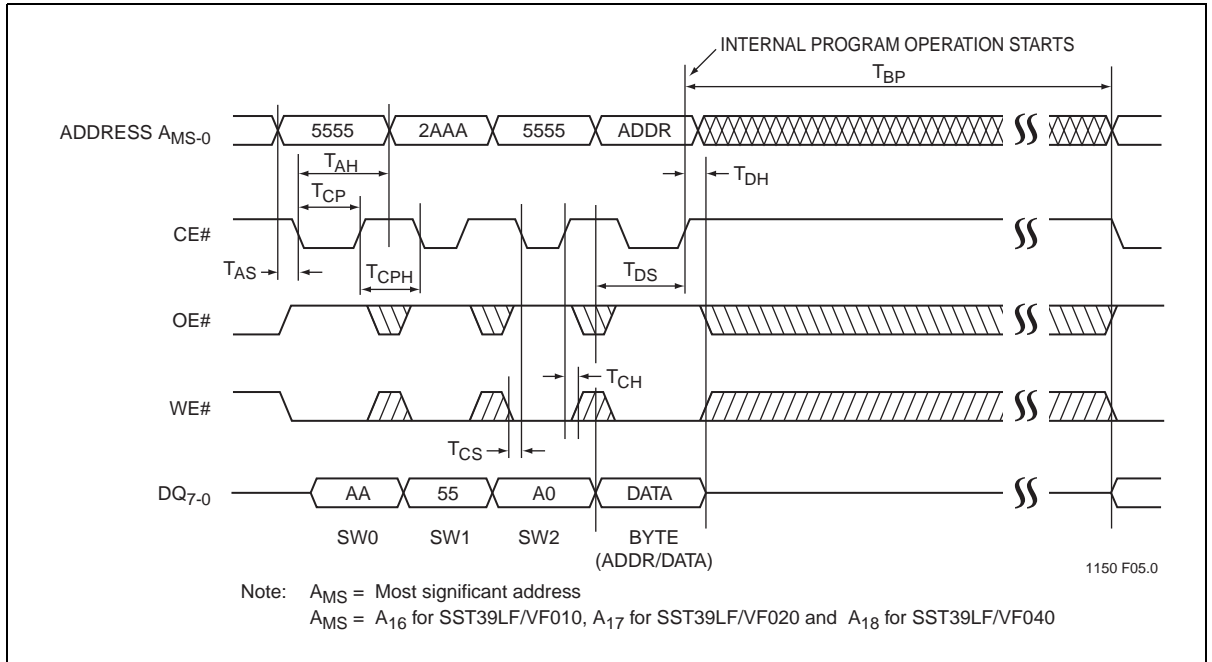 INTERNAL PROGRAM OPERATION STARTS
TBP
ADDRESS AMS-0
5555
2AAA
5555
ADDR
TAH
TDH
TCP
CE#
TAS
TCPH
TDS
OE#
TCH
WE#
TCS
DQ7-0
AA
55
A0
DATA
SW0
SW1
SW2
BYTE
(ADDR/DATA)
1150 F05.0
Note: AMS = Most significant address
AMS = A16 for SST39LF/VF010, A17 for SST39LF/VF020 and A18 for SST39LF/VF040